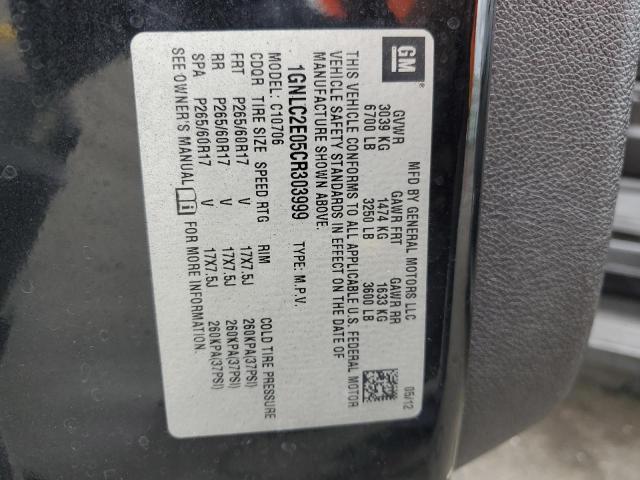 GM
MFD BY GENERAL MOTORS LLC 05/12
GVWR GAWR FRT GAWR RR
3039 KG 1474 KG 1633 KG
6700 LB 3250 LB 3600 LB
THIS VEHICLE CONFORMS TO ALL APPLICABLE U.S. FEDERAL MOTOR
VEHICLE SAFETY STANDARDS IN EFFECT ON THE DATE OF
MANUFACTURE SHOWN ABOVE.
1GNLC2E05CR303999 TYPE: M.P.V.
MODEL: C10706
CDQR TIRE SIZE SPEED RTG RIM COLD TIRE PRESSURE
FRT P265/60R17 V 17X7.5J 260KPA(37PSI)
RR P265/60R17 V 17X7.5J 260KPA(37PSI)
SPA P265/60R17 V 17X7.5J 260KPA(37PSI)
SEE OWNER'S MANUAL FOR MORE INFORMATION.